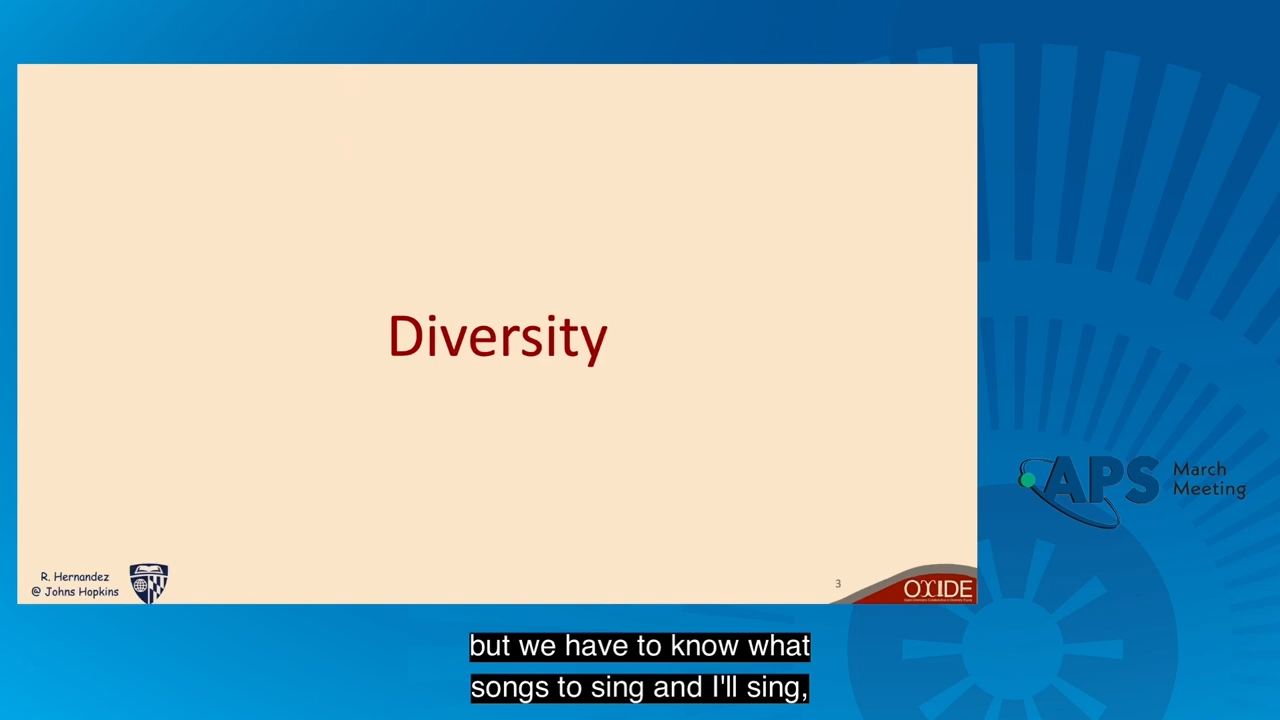 Diversity
R. Hernandez
@ Johns Hopkins
3
OXIDE
APS
March
Meeting
but we have to know what
songs to sing and I'll sing,